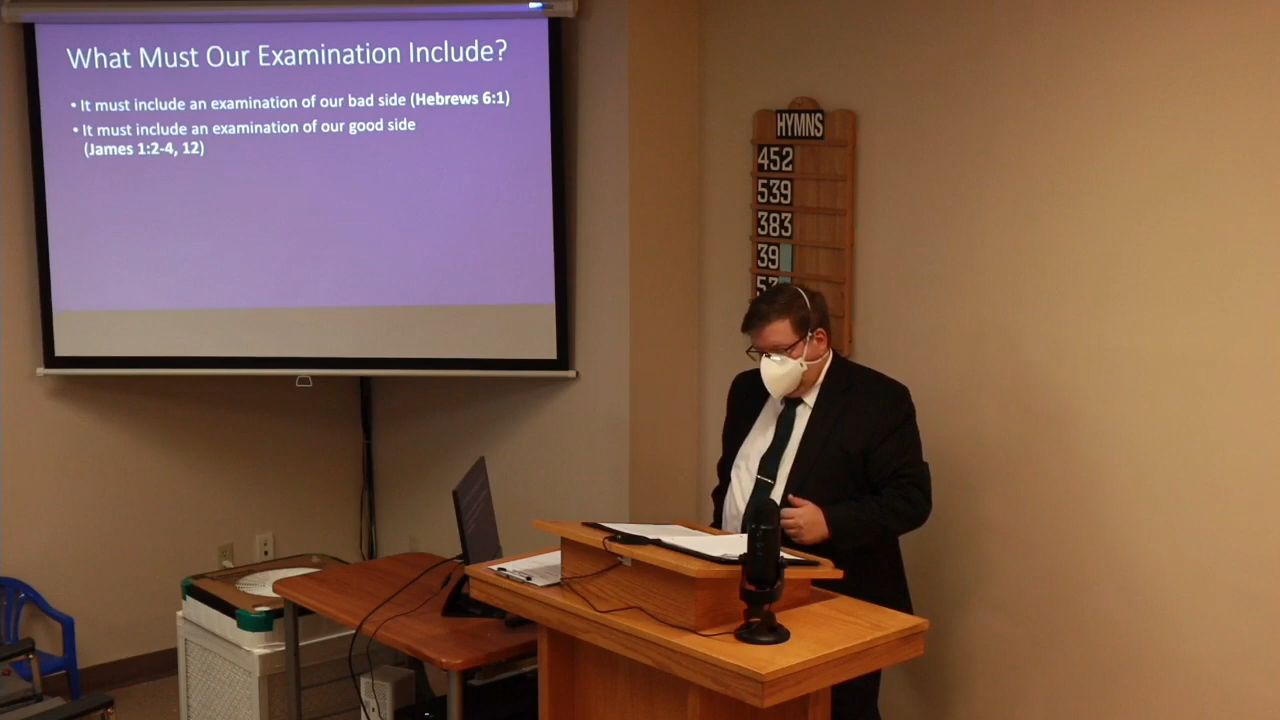 What Must Our Examination Include?
• It must include an examination of our bad side (Hebrews 6:1)
• It must include an examination of our good side
(James 1:2-4, 12)
HYMNS
452
539
383
39